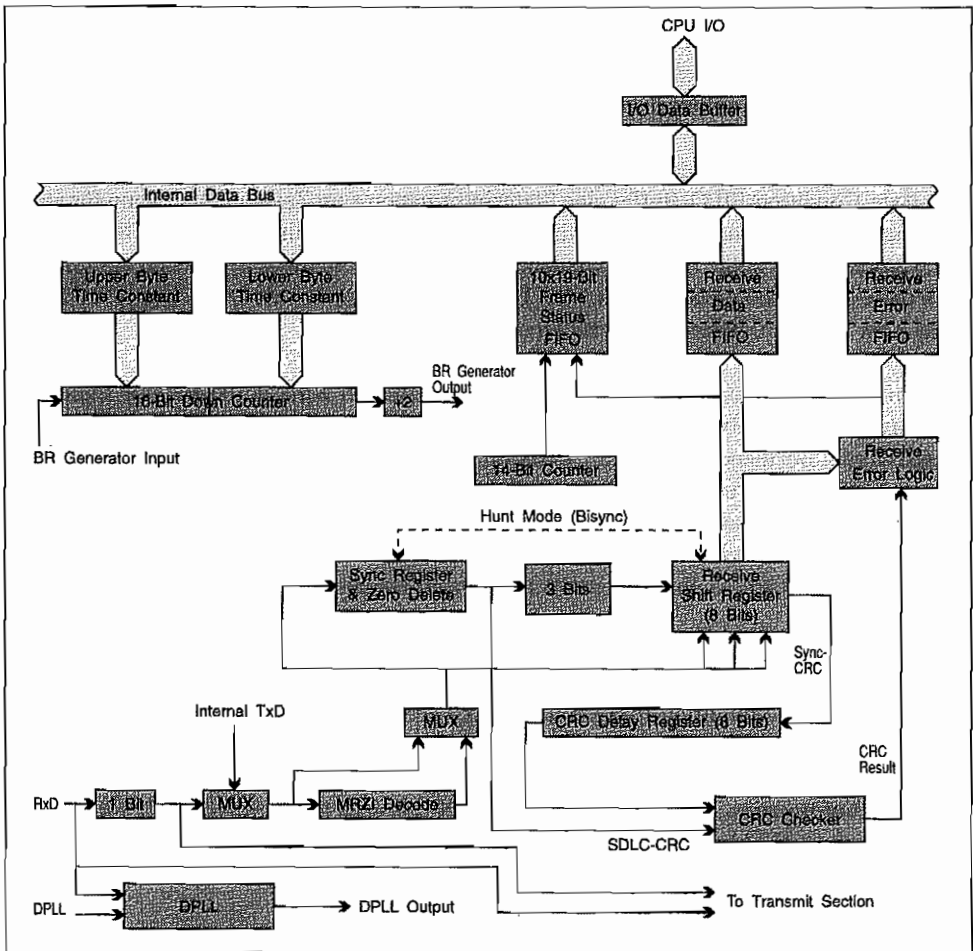 CPU I/O
I/O Data Buffer
Internal Data Bus
Upper Byte
Time Constant
Lower Byte
Time Constant
10x19-Bit
Frame
Status
FIFO
Receive
Data
FIFO
Receive
Error
FIFO
16-Bit Down Counter
÷2
BR Generator
Output
BR Generator Input
14-Bit Counter
Receive
Error Logic
Hunt Mode (Bisync)
Sync Register
& Zero Delete
3 Bits
Receive
Shift Register
(8 Bits)
Sync-
CRC
Internal TxD
MUX
CRC Delay Register (8 Bits)
CRC
Result
RxD
1 Bit
MUX
MRZI Decode
CRC Checker
SDLC-CRC
DPLL
DPLL
DPLL Output
To Transmit Section